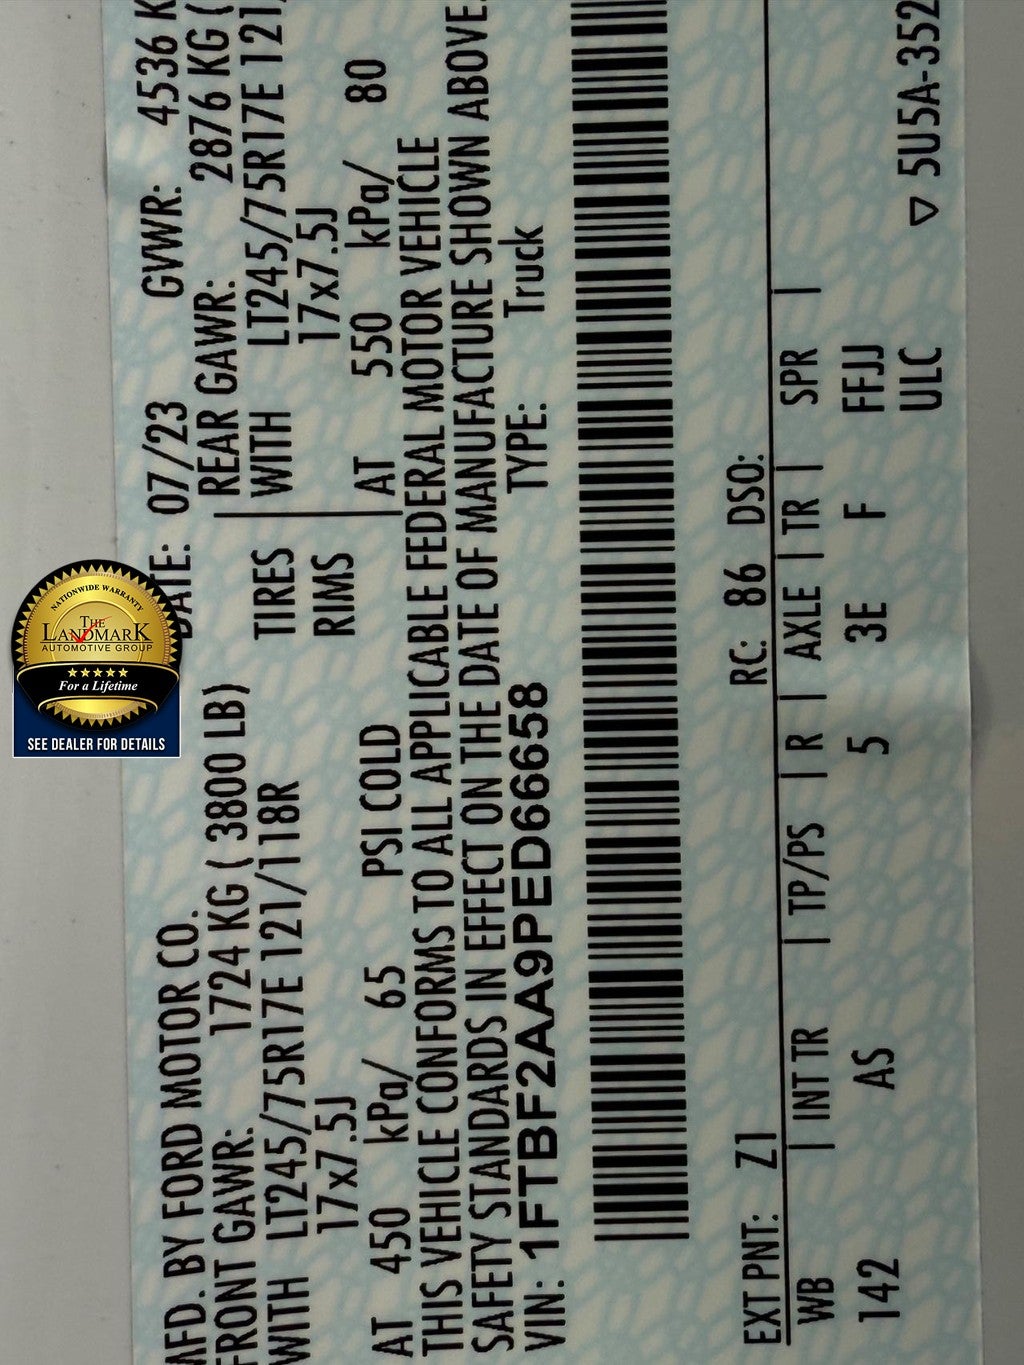 MFD. BY FORD MOTOR CO.
DATE: 07/23 GVWR: 4536 K
FRONT GAWR: 1724 KG ( 3800 LB)
REAR GAWR: 2876 KG (
WITH LT245/75R17E 121/118R TIRES
WITH LT245/75R17E 121/
17x7.5J RIMS
17x7.5J
AT 450 kPa/ 65 PSI COLD
AT 550 kPa/ 80
THIS VEHICLE CONFORMS TO ALL APPLICABLE FEDERAL MOTOR VEHICLE
SAFETY STANDARDS IN EFFECT ON THE DATE OF MANUFACTURE SHOWN ABOVE.
VIN: 1FTBF2AA9PED66658 TYPE: Truck
EXT PNT: Z1 RC: 86 DSO:
WB | INT TR | TP/PS | R | AXLE | TR | SPR |
142 AS 5 3E F FFJJ
ULC ▽ 5U5A-352
NATIONWIDE WARRANTY
THE
LANDMARK
AUTOMOTIVE GROUP
★★★★★
For a Lifetime
SEE DEALER FOR DETAILS